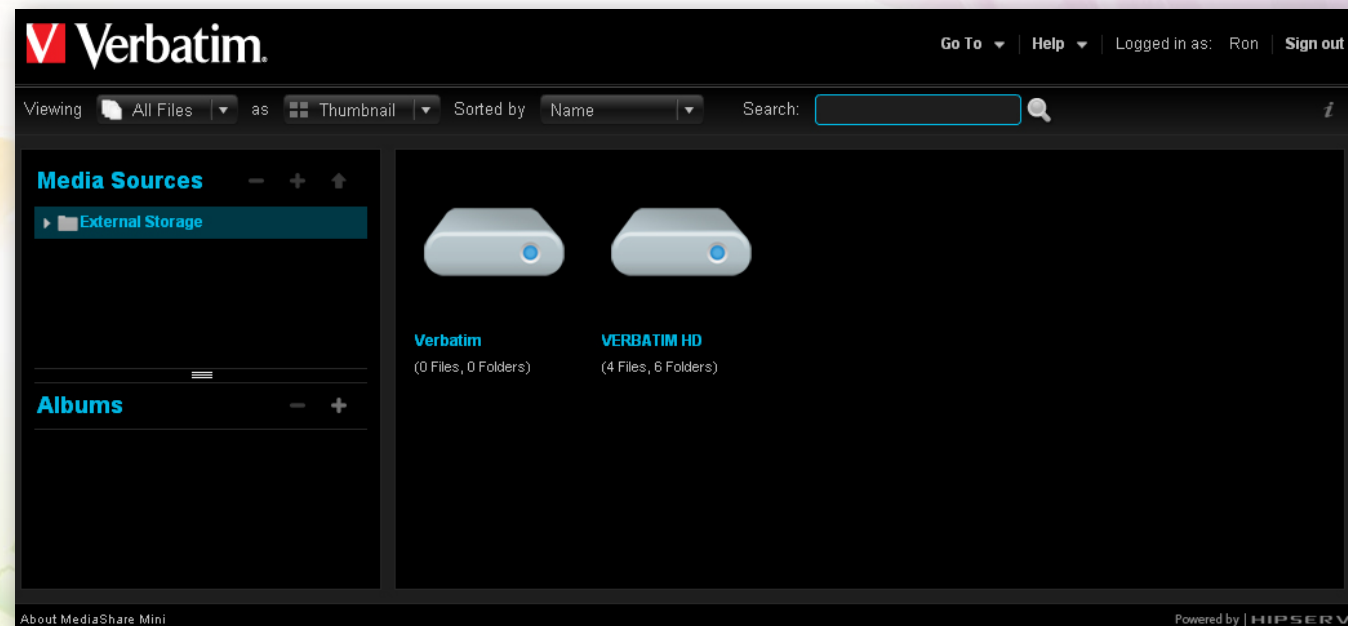 Verbatim.
Go To Help Logged in as: Ron Sign out
Viewing All Files as Thumbnail Sorted by Name Search:
i
Media Sources
External Storage
Verbatim
(0 Files, 0 Folders)
VERBATIM HD
(4 Files, 6 Folders)
Albums
About MediaShare Mini
Powered by | HIPSERV